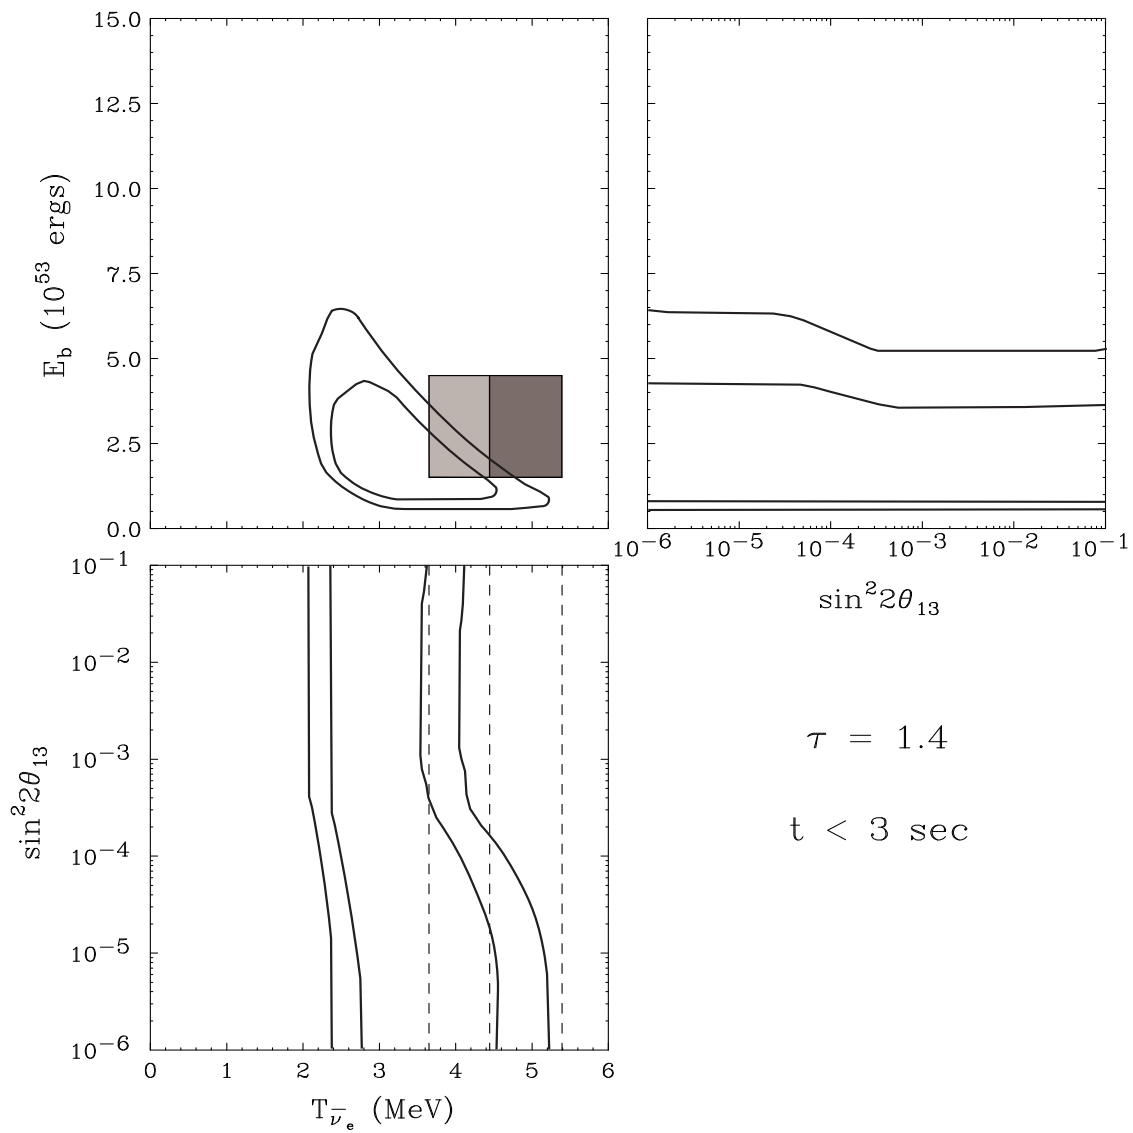 15.0
12.5
10.0
7.5
5.0
2.5
0.0
E_b (10^53 ergs)
10^−6 10^−5 10^−4 10^−3 10^−2 10^−1
sin^2 2θ_13
10^−1
10^−2
10^−3
10^−4
10^−5
10^−6
sin^2 2θ_13
0 1 2 3 4 5 6
T_ν̅_e (MeV)
τ = 1.4
t < 3 sec